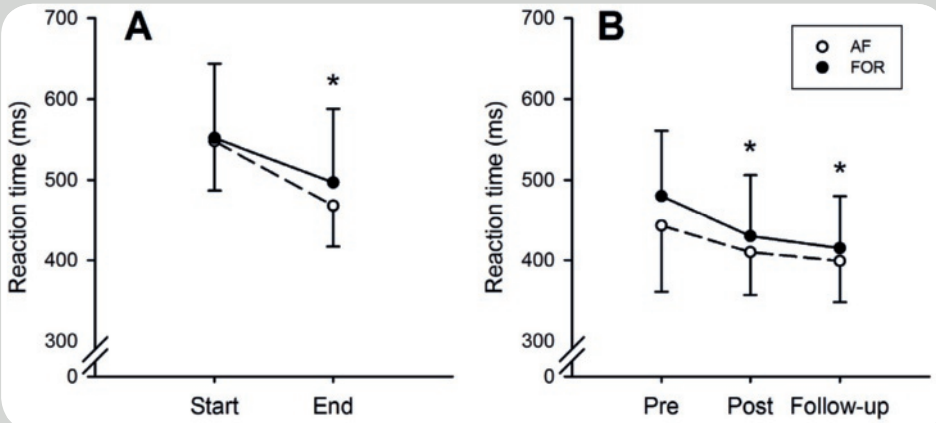 A
Reaction time (ms)
700
600
500
400
300
0
*
Start End
B
Reaction time (ms)
700
600
500
400
300
0
AF
FOR
*
*
Pre Post Follow-up